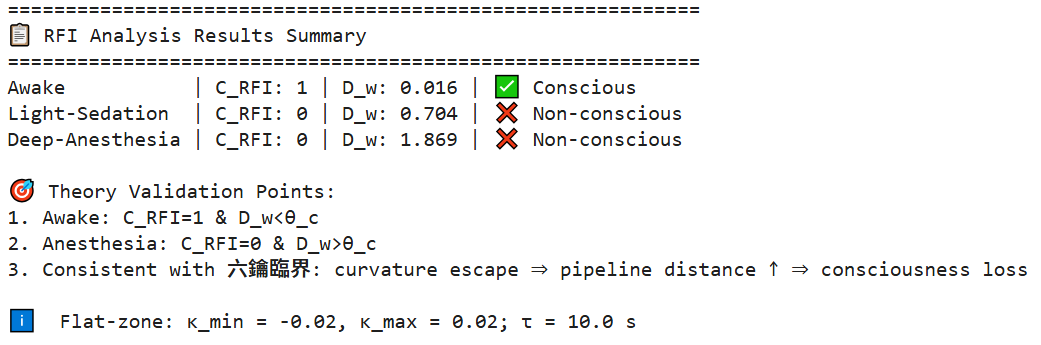 ============================================================
📋 RFI Analysis Results Summary
============================================================
Awake           | C_RFI: 1 | D_w: 0.016 | ✅ Conscious
Light-Sedation  | C_RFI: 0 | D_w: 0.704 | ❌ Non-conscious
Deep-Anesthesia | C_RFI: 0 | D_w: 1.869 | ❌ Non-conscious
🎯 Theory Validation Points:
1. Awake: C_RFI=1 & D_w<θ_c
2. Anesthesia: C_RFI=0 & D_w>θ_c
3. Consistent with 六鑰臨界: curvature escape ⇒ pipeline distance ↑ ⇒ consciousness loss
ℹ️  Flat-zone: κ_min = -0.02, κ_max = 0.02; τ = 10.0 s